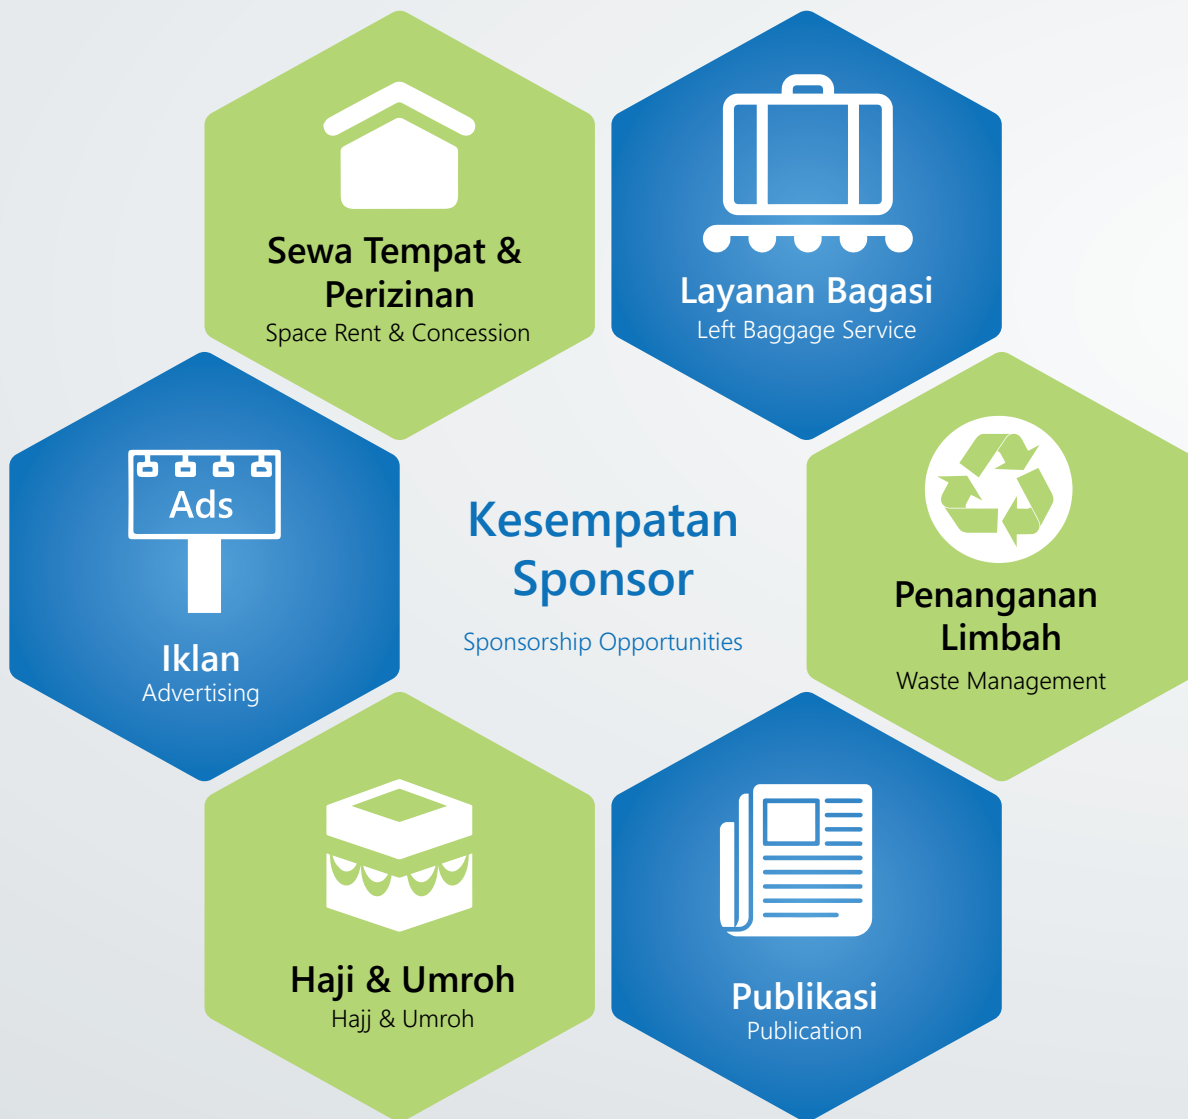 Sewa Tempat &
Perizinan
Space Rent & Concession
Layanan Bagasi
Left Baggage Service
Ads
Iklan
Advertising
Kesempatan
Sponsor
Sponsorship Opportunities
Penanganan
Limbah
Waste Management
Haji & Umroh
Hajj & Umroh
Publikasi
Publication